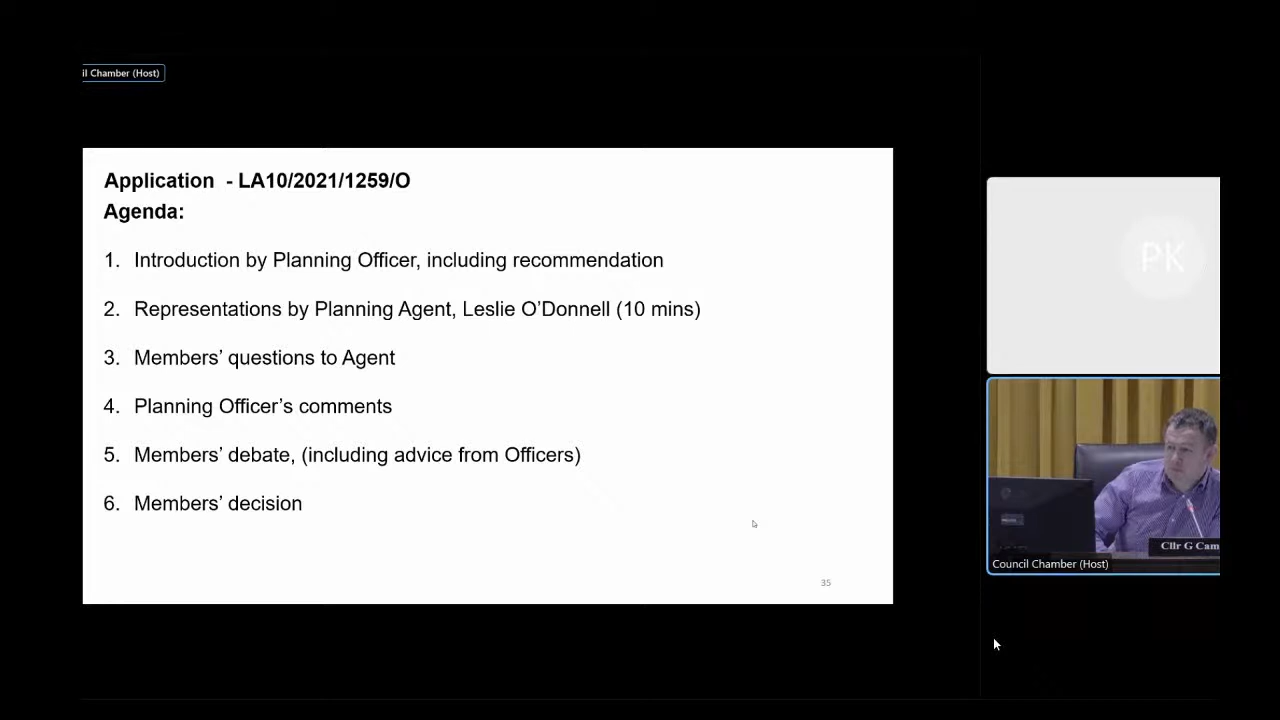 il Chamber (Host)
Application - LA10/2021/1259/O
Agenda:
1. Introduction by Planning Officer, including recommendation
2. Representations by Planning Agent, Leslie O’Donnell (10 mins)
3. Members’ questions to Agent
4. Planning Officer’s comments
5. Members’ debate, (including advice from Officers)
6. Members’ decision
35
PK
Cllr G Cam
Council Chamber (Host)